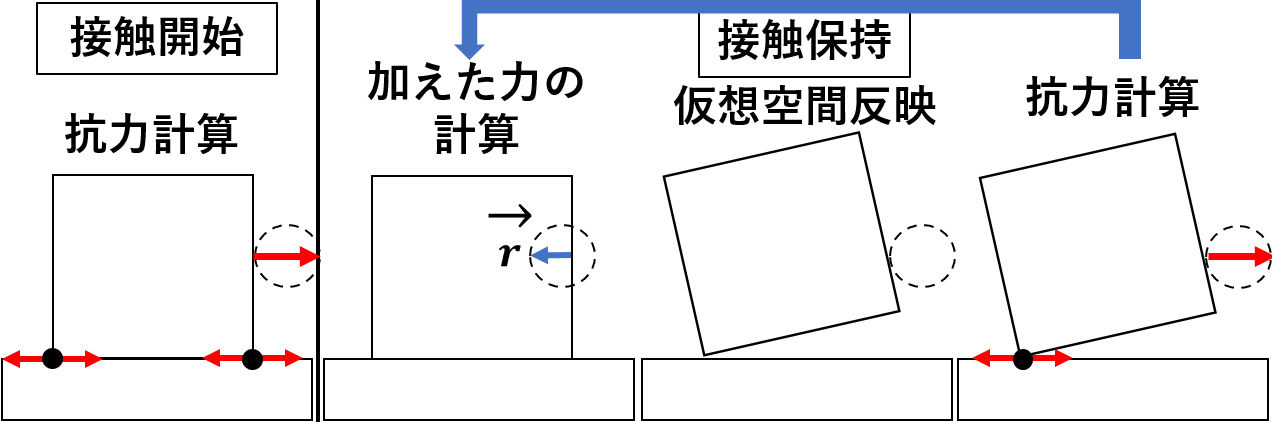 接触開始
抗力計算
接触保持
加えた力の
計算
r
仮想空間反映
抗力計算